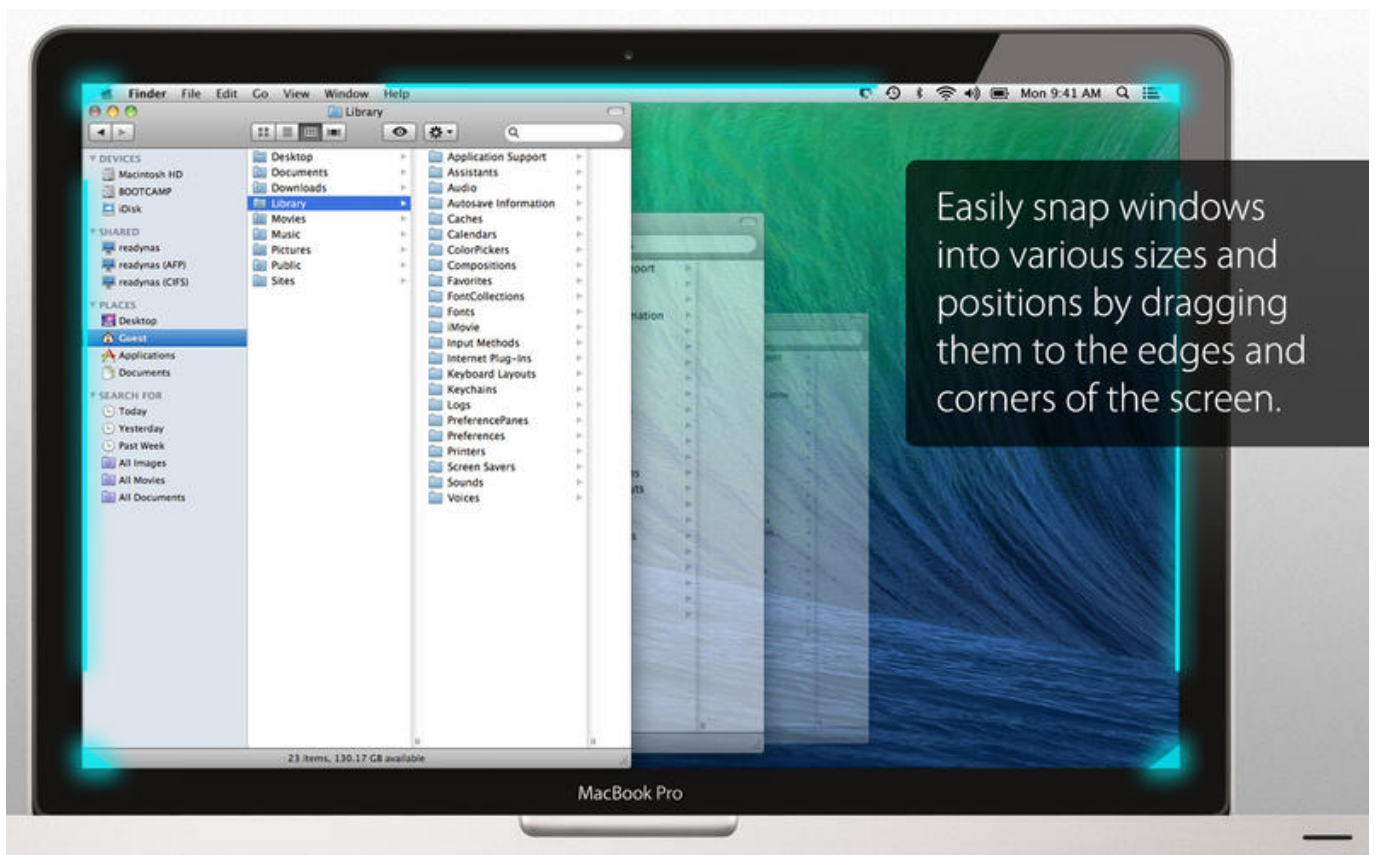 Finder File Edit Go View Window Help
Mon 9:41 AM
Library
DEVICES
Macintosh HD
BOOTCAMP
iDisk
SHARED
readynas
readynas (AFP)
readynas (CIFS)
PLACES
Desktop
Guest
Applications
Documents
SEARCH FOR
Today
Yesterday
Past Week
All Images
All Movies
All Documents
Desktop
Documents
Downloads
Library
Movies
Music
Pictures
Public
Sites
Application Support
Assistants
Audio
Autosave Information
Caches
Calendars
ColorPickers
Compositions
Favorites
FontCollections
Fonts
iMovie
Input Methods
Internet Plug-Ins
Keyboard Layouts
Keychains
Logs
PreferencePanes
Preferences
Printers
Screen Savers
Sounds
Voices
23 items, 130.17 GB available
Easily snap windows
into various sizes and
positions by dragging
them to the edges and
corners of the screen.
MacBook Pro